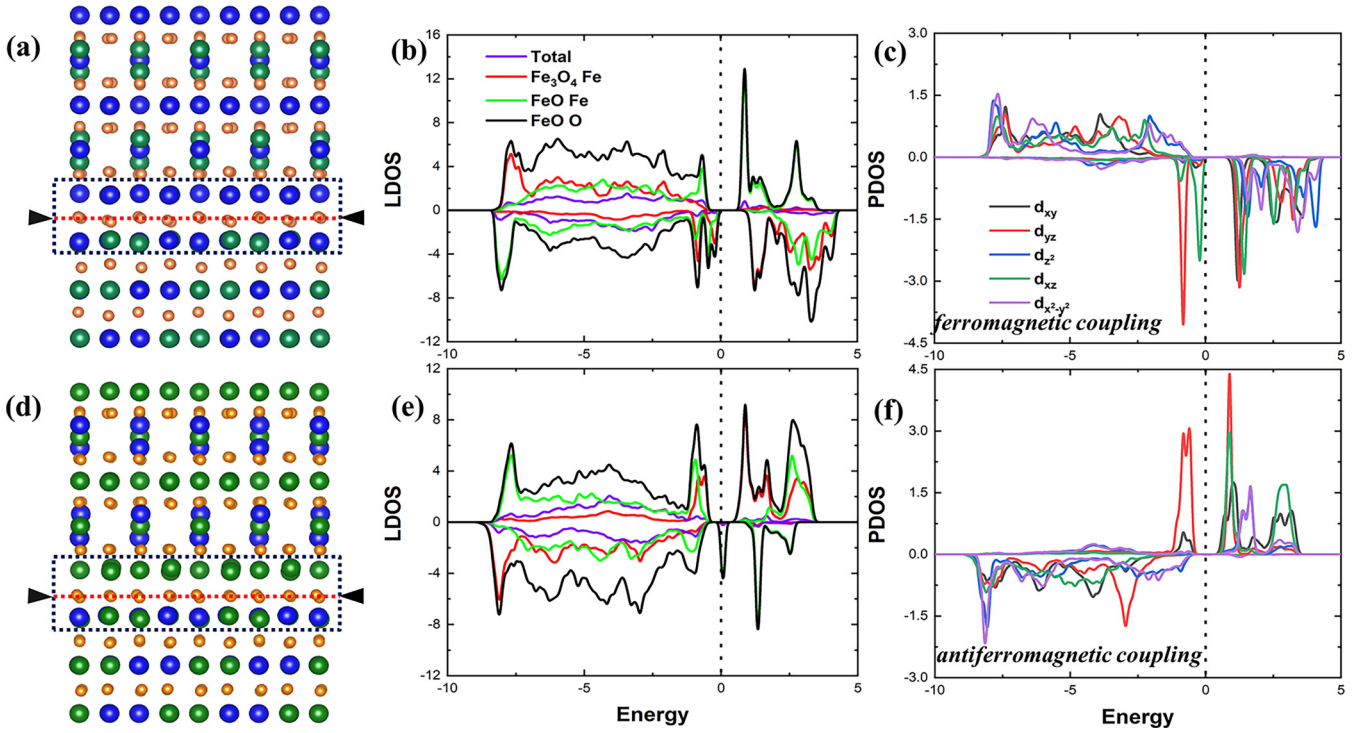 (a)
(b)
LDOS
16
12
8
4
0
-4
-8
-12
-10
-5
0
5
Total
Fe₃O₄ Fe
FeO Fe
FeO O
(c)
PDOS
3.0
1.5
0.0
-1.5
-3.0
-4.5
-10
-5
0
5
dxy
dyz
dz²
dxz
dx²-y²
ferromagnetic coupling
(d)
(e)
LDOS
12
8
4
0
-4
-8
-12
-10
-5
0
5
Energy
(f)
PDOS
4.5
3.0
1.5
0.0
-1.5
-3.0
-10
-5
0
5
antiferromagnetic coupling
Energy